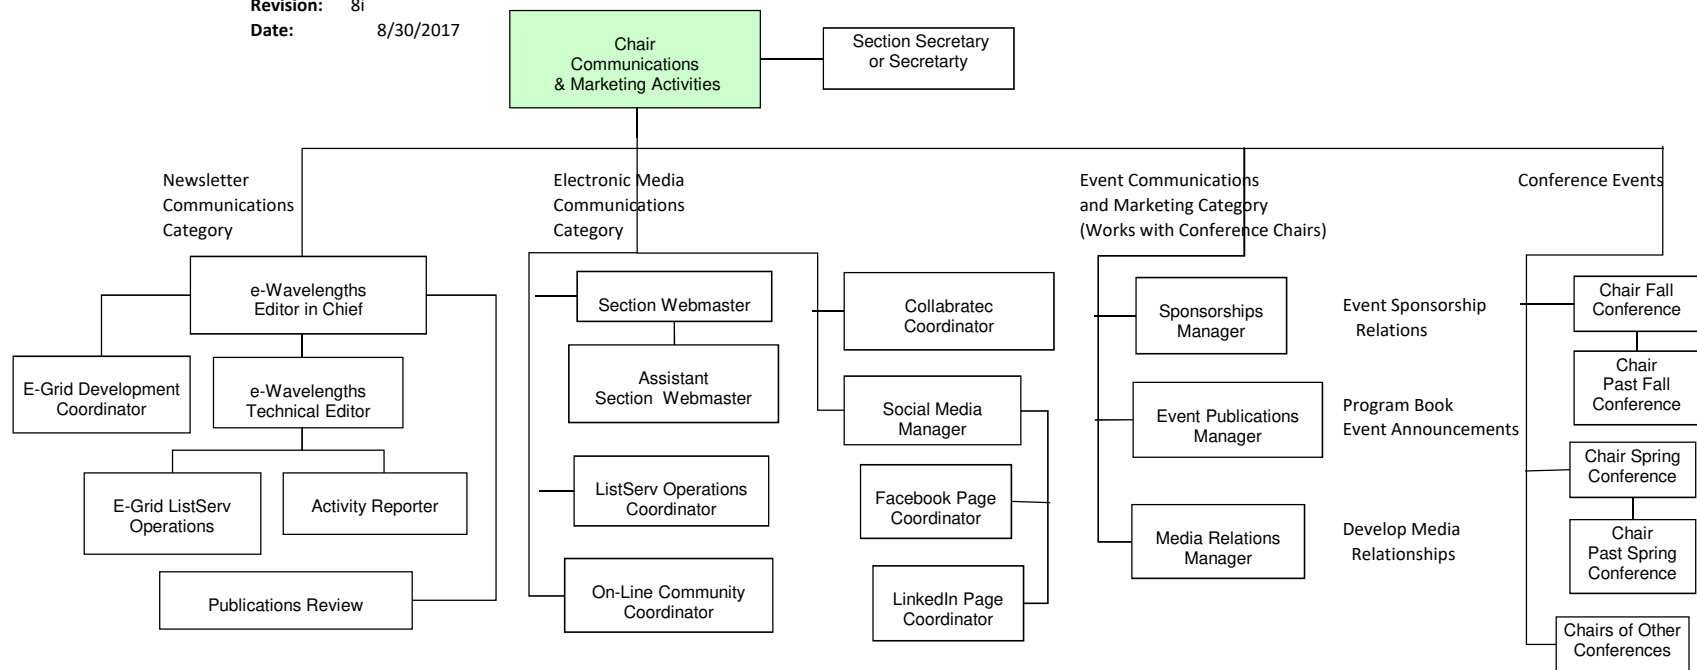 Revision: 8i
Date: 8/30/2017
Chair
Communications
& Marketing Activities
Section Secretary
or Secretarty
Newsletter
Communications
Category
Electronic Media
Communications
Category
Event Communications
and Marketing Category
(Works with Conference Chairs)
Conference Events
e-Wavelengths
Editor in Chief
E-Grid Development
Coordinator
e-Wavelengths
Technical Editor
E-Grid ListServ
Operations
Activity Reporter
Publications Review
Section Webmaster
Assistant
Section Webmaster
ListServ Operations
Coordinator
On-Line Community
Coordinator
Collabratec
Coordinator
Social Media
Manager
Facebook Page
Coordinator
LinkedIn Page
Coordinator
Sponsorships
Manager
Event Sponsorship
Relations
Event Publications
Manager
Program Book
Event Announcements
Media Relations
Manager
Develop Media
Relationships
Chair Fall
Conference
Chair
Past Fall
Conference
Chair Spring
Conference
Chair
Past Spring
Conference
Chairs of Other
Conferences